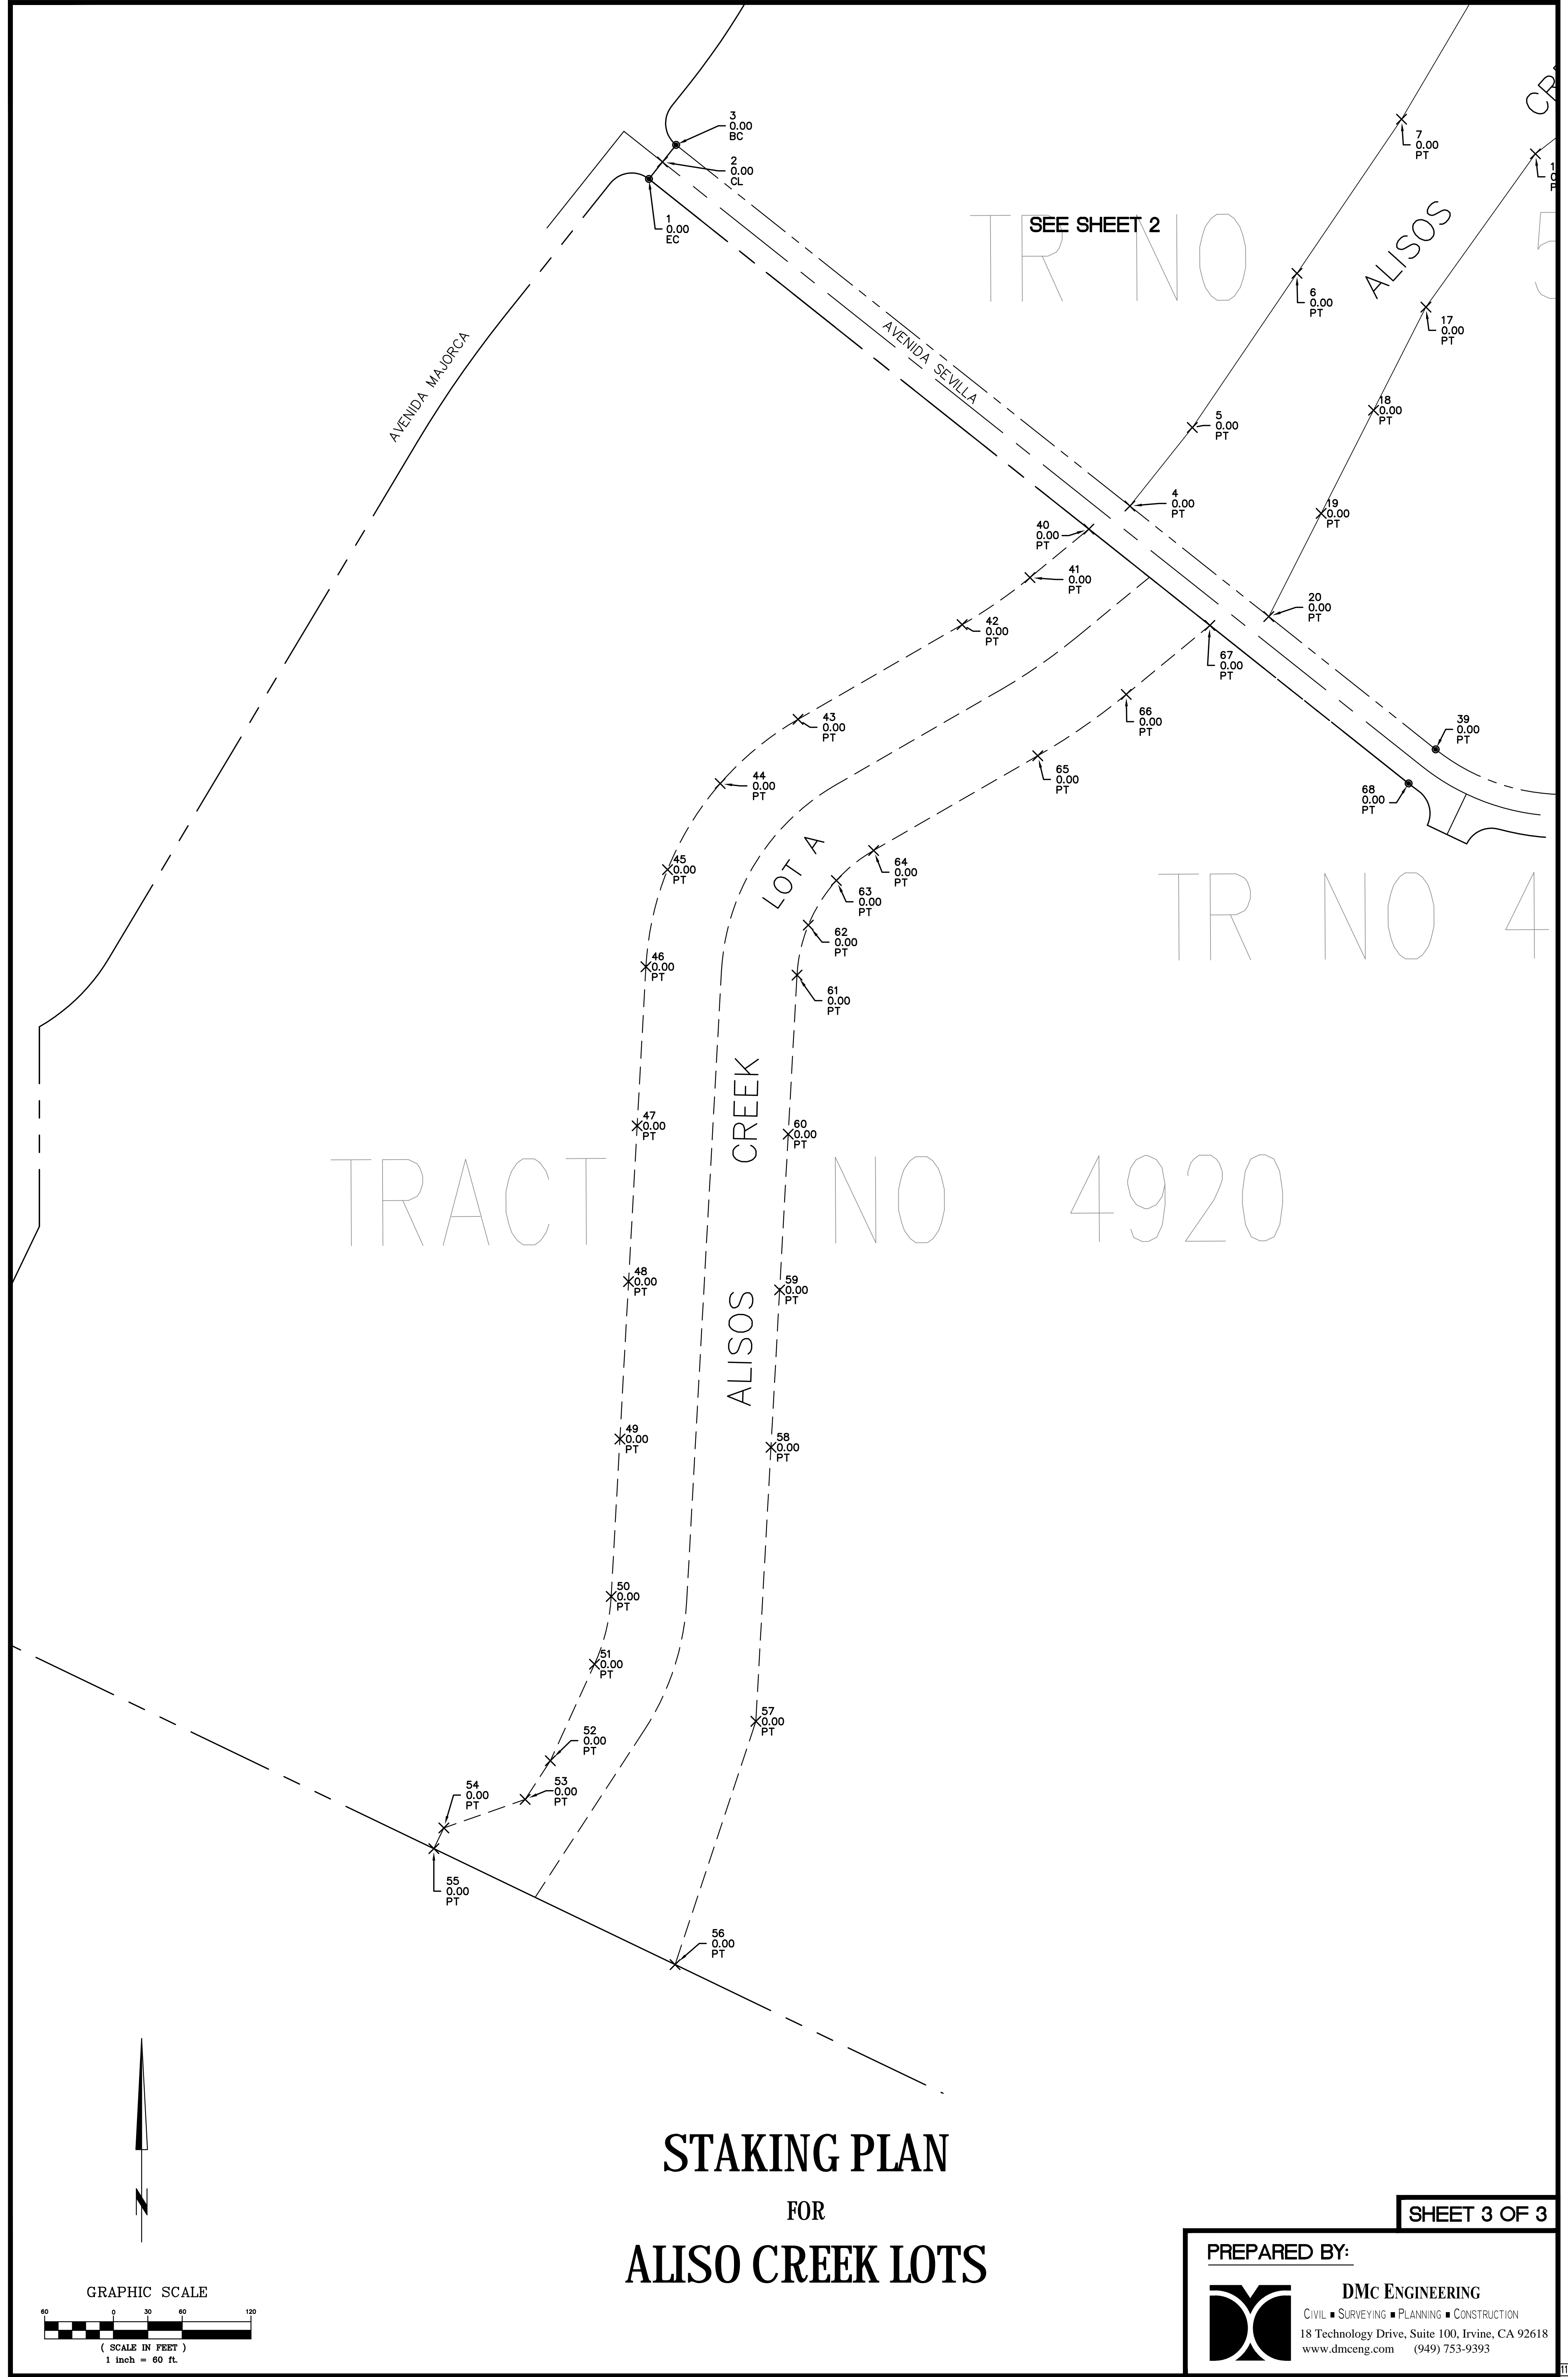 3
0.00
BC
2
0.00
CL
1
0.00
EC
7
0.00
PT
SEE SHEET 2
TR NO
5
ALISOS
CR
1
0
P
6
0.00
PT
17
0.00
PT
AVENIDA MAJORCA
AVENIDA SEVILLA
18
0.00
PT
5
0.00
PT
4
0.00
PT
19
0.00
PT
40
0.00
PT
41
0.00
PT
20
0.00
PT
42
0.00
PT
67
0.00
PT
43
0.00
PT
66
0.00
PT
39
0.00
PT
44
0.00
PT
65
0.00
PT
68
0.00
PT
45
0.00
PT
LOT A
64
0.00
PT
63
0.00
PT
62
0.00
PT
TR NO 4
46
0.00
PT
61
0.00
PT
CREEK
47
0.00
PT
60
0.00
PT
TRACT NO 4920
48
0.00
PT
59
0.00
PT
ALISOS
49
0.00
PT
58
0.00
PT
50
0.00
PT
51
0.00
PT
57
0.00
PT
52
0.00
PT
53
0.00
PT
54
0.00
PT
55
0.00
PT
56
0.00
PT
N
STAKING PLAN
FOR
ALISO CREEK LOTS
GRAPHIC SCALE
60 0 30 60 120
( SCALE IN FEET )
1 inch = 60 ft.
SHEET 3 OF 3
PREPARED BY:
DMC ENGINEERING
CIVIL ■ SURVEYING ■ PLANNING ■ CONSTRUCTION
18 Technology Drive, Suite 100, Irvine, CA 92618
www.dmceng.com (949) 753-9393